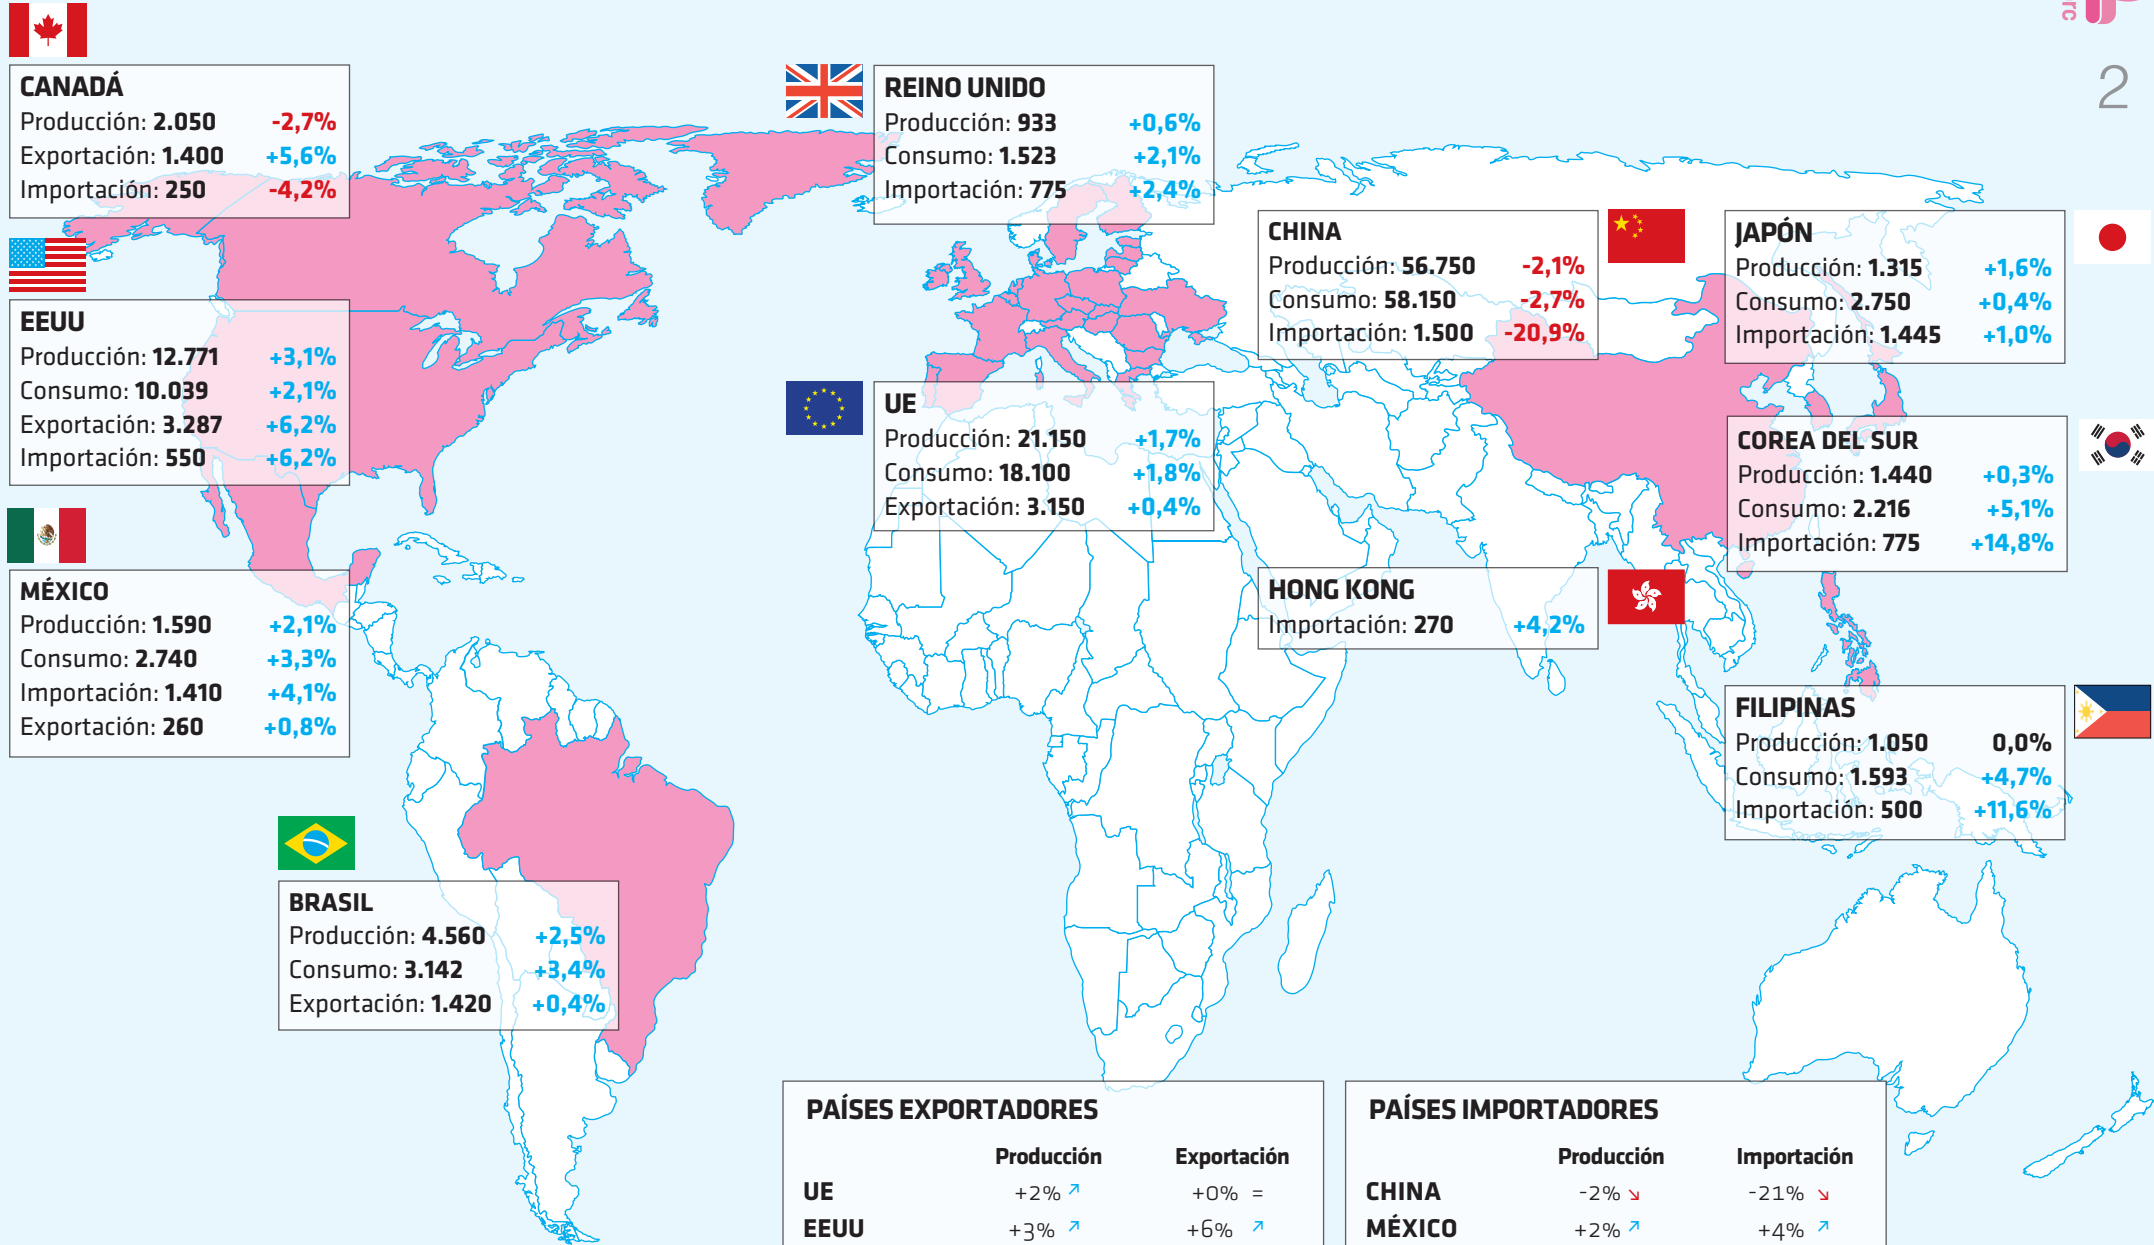 rc
2
CANADÁ
Producción: 2.050 -2,7%
Exportación: 1.400 +5,6%
Importación: 250 -4,2%
REINO UNIDO
Producción: 933 +0,6%
Consumo: 1.523 +2,1%
Importación: 775 +2,4%
CHINA
Producción: 56.750 -2,1%
Consumo: 58.150 -2,7%
Importación: 1.500 -20,9%
JAPÓN
Producción: 1.315 +1,6%
Consumo: 2.750 +0,4%
Importación: 1.445 +1,0%
EEUU
Producción: 12.771 +3,1%
Consumo: 10.039 +2,1%
Exportación: 3.287 +6,2%
Importación: 550 +6,2%
UE
Producción: 21.150 +1,7%
Consumo: 18.100 +1,8%
Exportación: 3.150 +0,4%
COREA DEL SUR
Producción: 1.440 +0,3%
Consumo: 2.216 +5,1%
Importación: 775 +14,8%
MÉXICO
Producción: 1.590 +2,1%
Consumo: 2.740 +3,3%
Importación: 1.410 +4,1%
Exportación: 260 +0,8%
HONG KONG
Importación: 270 +4,2%
FILIPINAS
Producción: 1.050 0,0%
Consumo: 1.593 +4,7%
Importación: 500 +11,6%
BRASIL
Producción: 4.560 +2,5%
Consumo: 3.142 +3,4%
Exportación: 1.420 +0,4%
PAÍSES EXPORTADORES
Producción Exportación
UE +2% ↗ +0% =
EEUU +3% ↗ +6% ↗
PAÍSES IMPORTADORES
Producción Importación
CHINA -2% ↘ -21% ↘
MÉXICO +2% ↗ +4% ↗